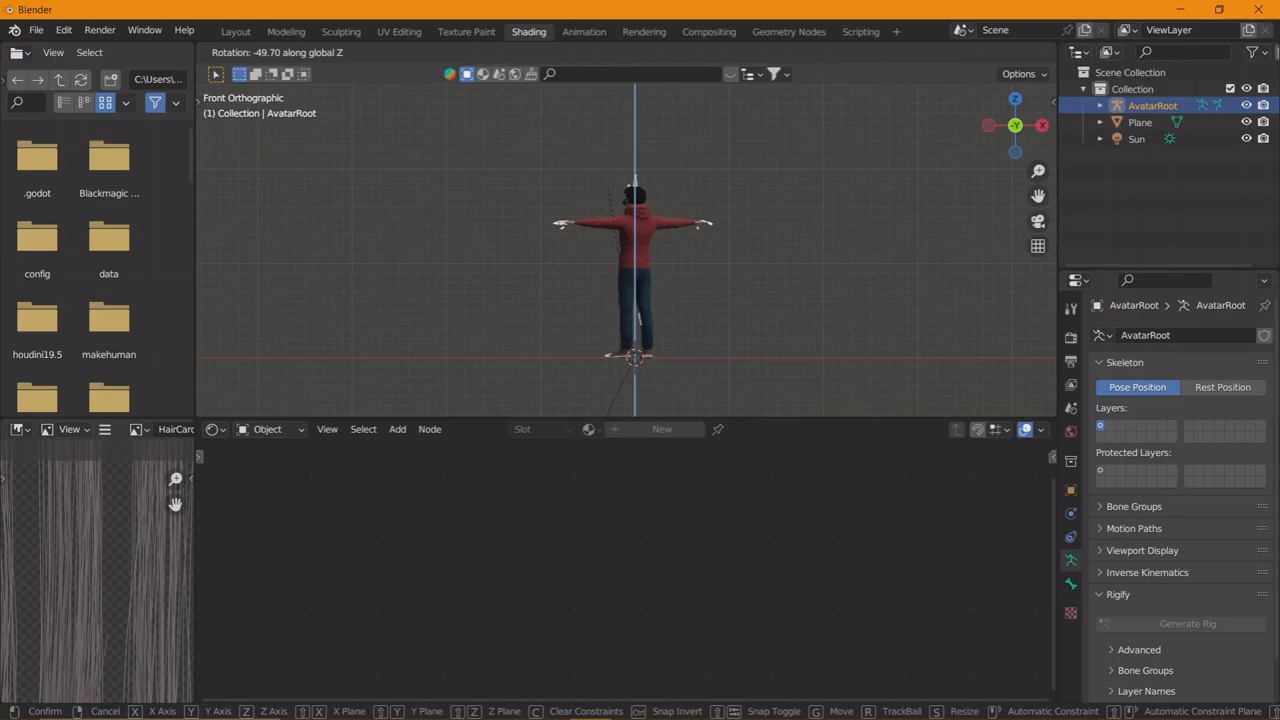 Blender
File Edit Render Window Help Layout Modeling Sculpting UV Editing Texture Paint Shading Animation Rendering Compositing Geometry Nodes Scripting Scene ViewLayer
View Select Rotation: -49.70 along global Z
C:\Users\... Options
Scene Collection
Collection
AvatarRoot
Plane
Sun
Front Orthographic
(1) Collection | AvatarRoot
Z
-Y
X
.godot Blackmagic ...
config data
houdini19.5 makehuman
AvatarRoot > AvatarRoot
AvatarRoot
Skeleton
Pose Position Rest Position
Layers:
Protected Layers:
Bone Groups
Motion Paths
Viewport Display
Inverse Kinematics
Rigify
Generate Rig
Advanced
Bone Groups
Layer Names
View HairCard Object View Select Add Node Slot New
Confirm Cancel X X Axis Y Y Axis Z Z Axis X X Plane Y Y Plane Z Z Plane C Clear Constraints Snap Invert Snap Toggle G Move R TrackBall S Resize Automatic Constraint Automatic Constraint Plane